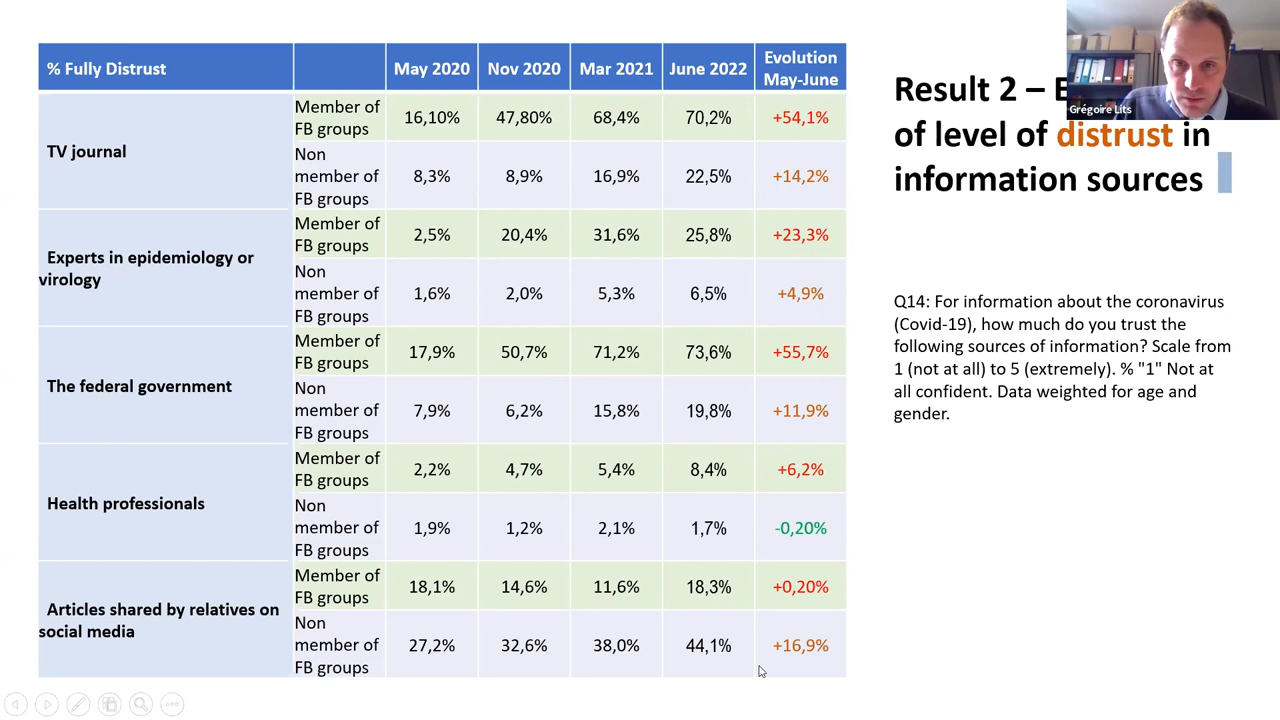 % Fully Distrust May 2020 Nov 2020 Mar 2021 June 2022 Evolution
May-June
TV journal
Member of
FB groups 16,10% 47,80% 68,4% 70,2% +54,1%
Non
member of 8,3% 8,9% 16,9% 22,5% +14,2%
FB groups
Experts in epidemiology or
virology
Member of
FB groups 2,5% 20,4% 31,6% 25,8% +23,3%
Non
member of 1,6% 2,0% 5,3% 6,5% +4,9%
FB groups
The federal government
Member of
FB groups 17,9% 50,7% 71,2% 73,6% +55,7%
Non
member of 7,9% 6,2% 15,8% 19,8% +11,9%
FB groups
Health professionals
Member of
FB groups 2,2% 4,7% 5,4% 8,4% +6,2%
Non
member of 1,9% 1,2% 2,1% 1,7% -0,20%
FB groups
Articles shared by relatives on
social media
Member of
FB groups 18,1% 14,6% 11,6% 18,3% +0,20%
Non
member of 27,2% 32,6% 38,0% 44,1% +16,9%
FB groups
Result 2 –
of level of distrust in
information sources
Grégoire Lits
Q14: For information about the coronavirus
(Covid-19), how much do you trust the
following sources of information? Scale from
1 (not at all) to 5 (extremely). % "1" Not at
all confident. Data weighted for age and
gender.